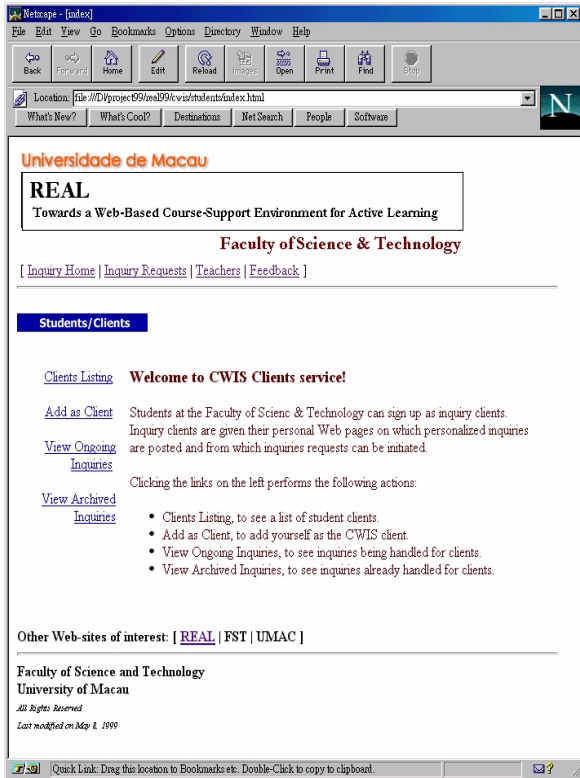 Netscape - [index]
File Edit View Go Bookmarks Options Directory Window Help
Back Forward Home Edit Reload Images Open Print Find Stop
Location: file:///D|/project99/real99/cwis/students/index.html
What's New? What's Cool? Destinations Net Search People Software
N
Universidade de Macau
REAL
Towards a Web-Based Course-Support Environment for Active Learning
Faculty of Science & Technology
[ Inquiry Home | Inquiry Requests | Teachers | Feedback ]
Students/Clients
Clients Listing
Add as Client
View Ongoing
Inquiries
View Archived
Inquiries
Welcome to CWIS Clients service!
Students at the Faculty of Scienc & Technology can sign up as inquiry clients.
Inquiry clients are given their personal Web pages on which personalized inquiries
are posted and from which inquiries requests can be initiated.
Clicking the links on the left performs the following actions:
• Clients Listing, to see a list of student clients.
• Add as Client, to add yourself as the CWIS client.
• View Ongoing Inquiries, to see inquiries being handled for clients.
• View Archived Inquiries, to see inquiries already handled for clients.
Other Web-sites of interest: [ REAL | FST | UMAC ]
Faculty of Science and Technology
University of Macau
All Rights Reserved
Last modified on May 8, 1999
Quick Link: Drag this location to Bookmarks etc. Double-Click to copy to clipboard.